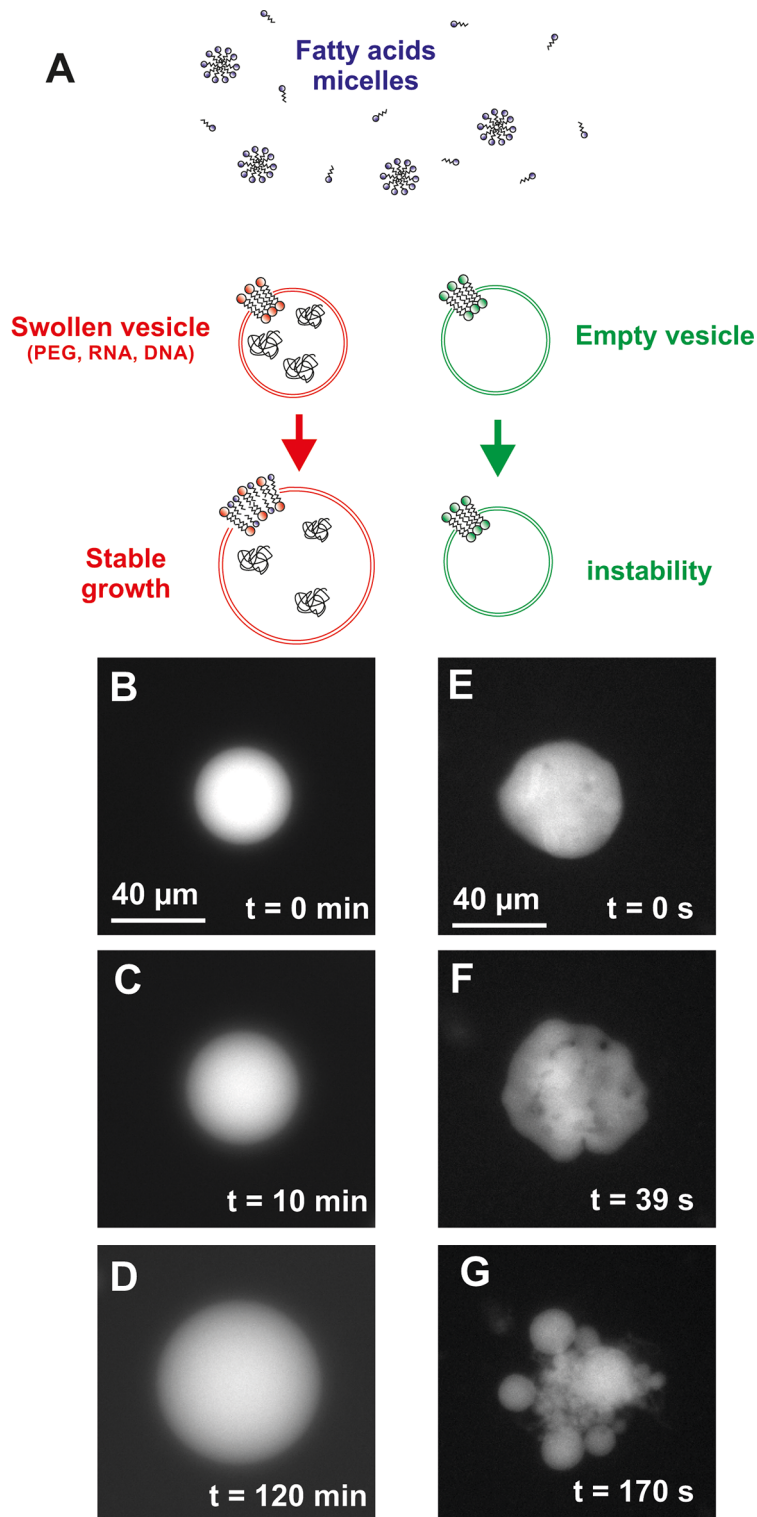 A
Fatty acids
micelles
Swollen vesicle
(PEG, RNA, DNA)
Empty vesicle
Stable
growth
instability
B
40 µm
t = 0 min
E
40 µm
t = 0 s
C
t = 10 min
F
t = 39 s
D
t = 120 min
G
t = 170 s